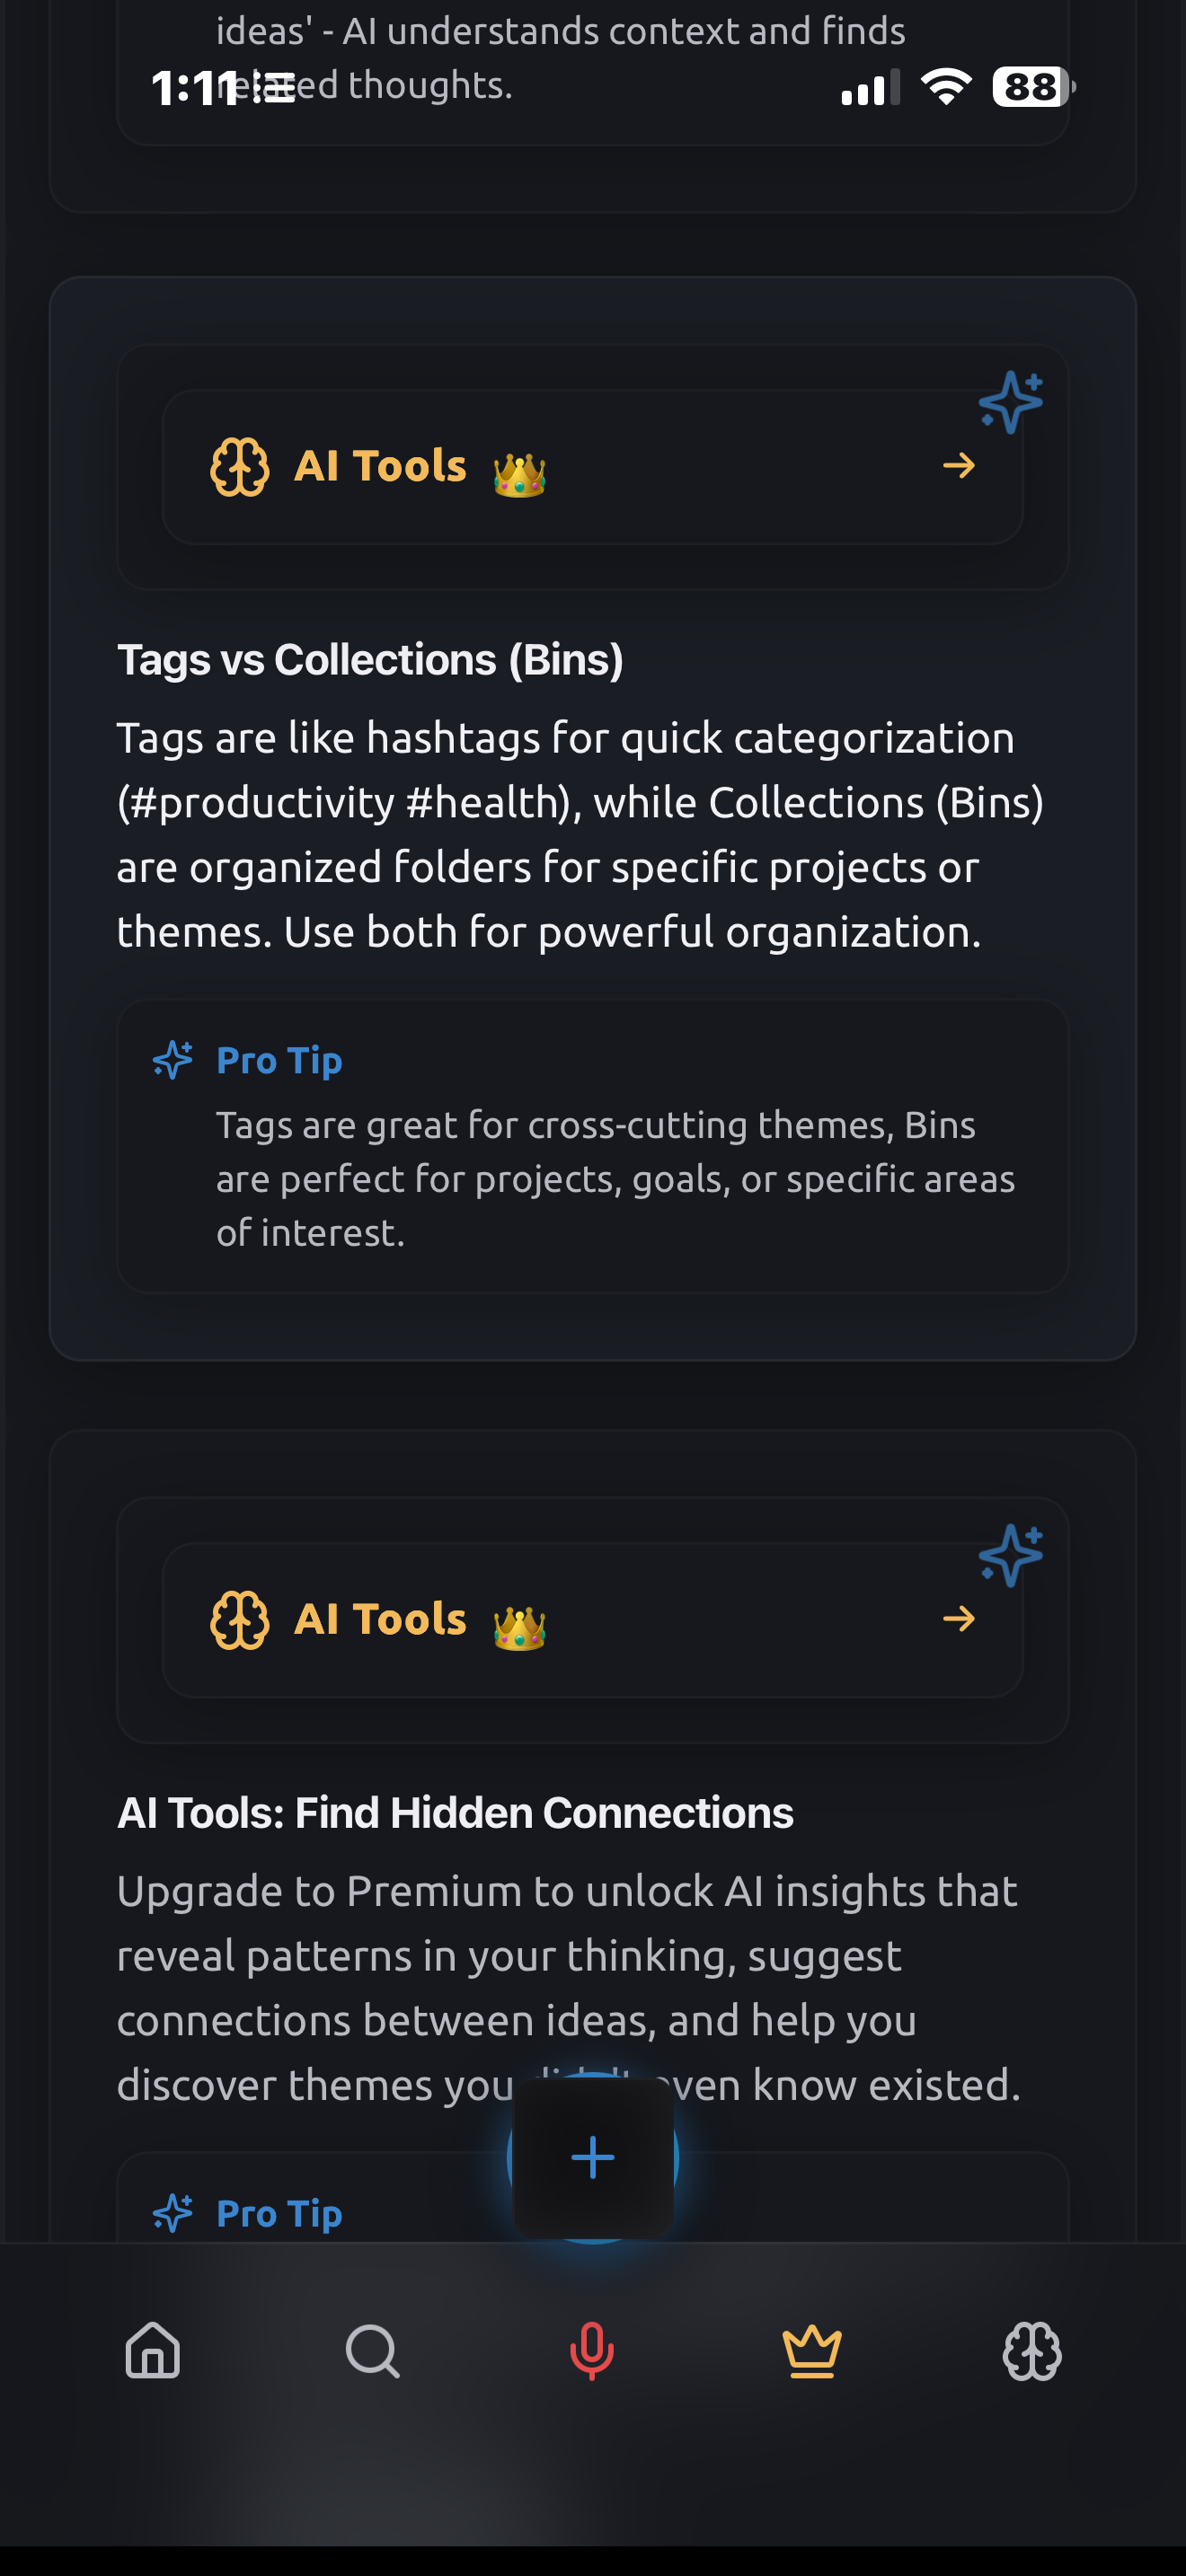 ideas' - AI understands context and finds
related thoughts.
1:11
88
AI Tools 👑
Tags vs Collections (Bins)
Tags are like hashtags for quick categorization
(#productivity #health), while Collections (Bins)
are organized folders for specific projects or
themes. Use both for powerful organization.
Pro Tip
Tags are great for cross-cutting themes, Bins
are perfect for projects, goals, or specific areas
of interest.
AI Tools 👑
AI Tools: Find Hidden Connections
Upgrade to Premium to unlock AI insights that
reveal patterns in your thinking, suggest
connections between ideas, and help you
discover themes you didn't even know existed.
Pro Tip